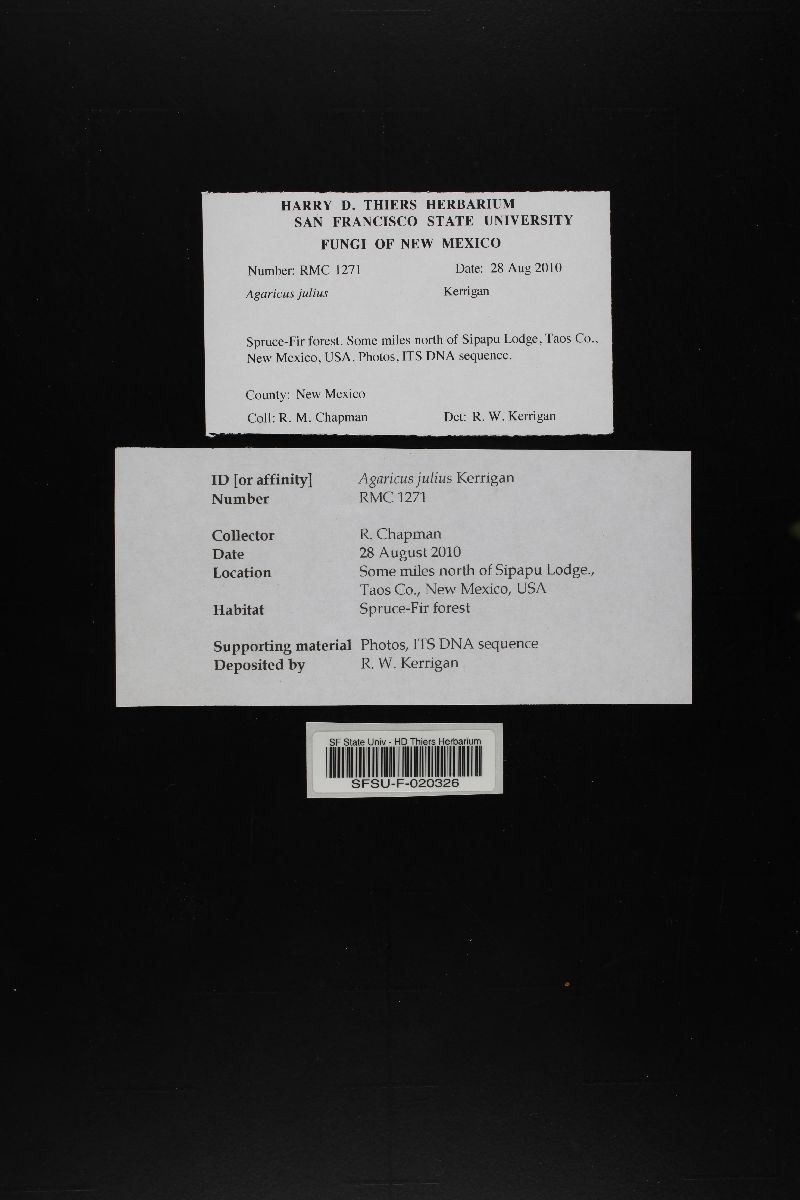 HARRY D. THIERS HERBARIUM
SAN FRANCISCO STATE UNIVERSITY
FUNGI OF NEW MEXICO
Number: RMC 1271 Date: 28 Aug 2010
Agaricus julius Kerrigan
Spruce-Fir forest. Some miles north of Sipapu Lodge, Taos Co.,
New Mexico, USA. Photos, ITS DNA sequence.
County: New Mexico
Coll: R. M. Chapman Det: R. W. Kerrigan
ID [or affinity] Agaricus julius Kerrigan
Number RMC 1271
Collector R. Chapman
Date 28 August 2010
Location Some miles north of Sipapu Lodge.,
Taos Co., New Mexico, USA
Habitat Spruce-Fir forest
Supporting material Photos, ITS DNA sequence
Deposited by R. W. Kerrigan
SF State Univ - HD Thiers Herbarium
SFSU-F-020326